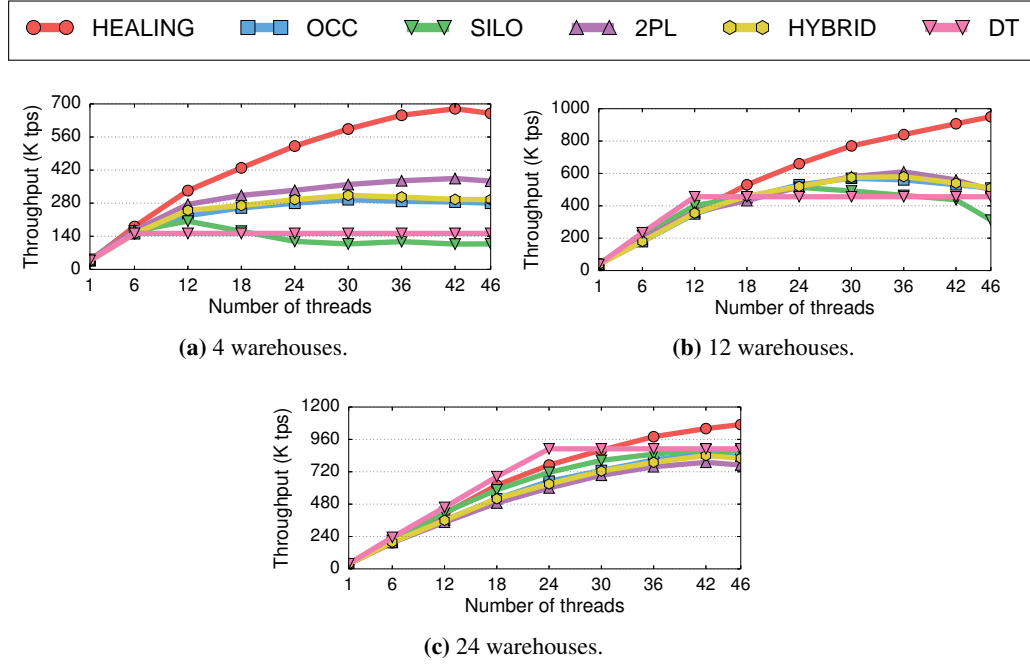 HEALING OCC SILO 2PL HYBRID DT
Throughput (K tps)
700
560
420
280
140
0
1 6 12 18 24 30 36 42 46
Number of threads
(a) 4 warehouses.
Throughput (K tps)
1000
800
600
400
200
0
1 6 12 18 24 30 36 42 46
Number of threads
(b) 12 warehouses.
Throughput (K tps)
1200
960
720
480
240
0
1 6 12 18 24 30 36 42 46
Number of threads
(c) 24 warehouses.